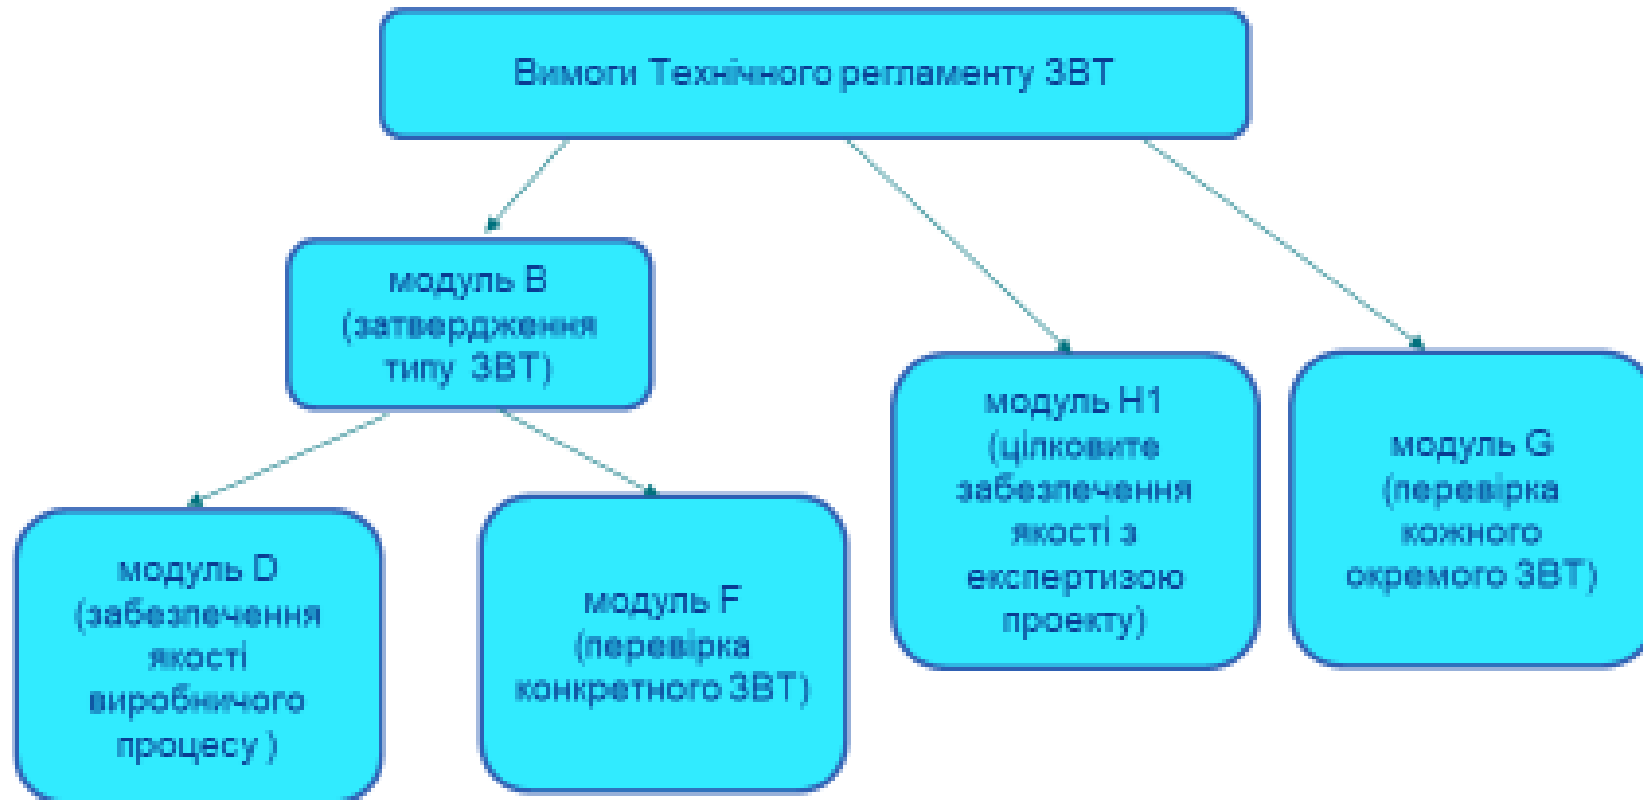 Вимоги Технічного регламенту ЗВТ
модуль В
(затвердження
типу ЗВТ)
модуль H1
(цілковите
забезпечення
якості з
експертизою
проекту)
модуль G
(перевірка
кожного
окремого ЗВТ)
модуль D
(забезпечення
якості
виробничого
процесу )
модуль F
(перевірка
конкретного ЗВТ)